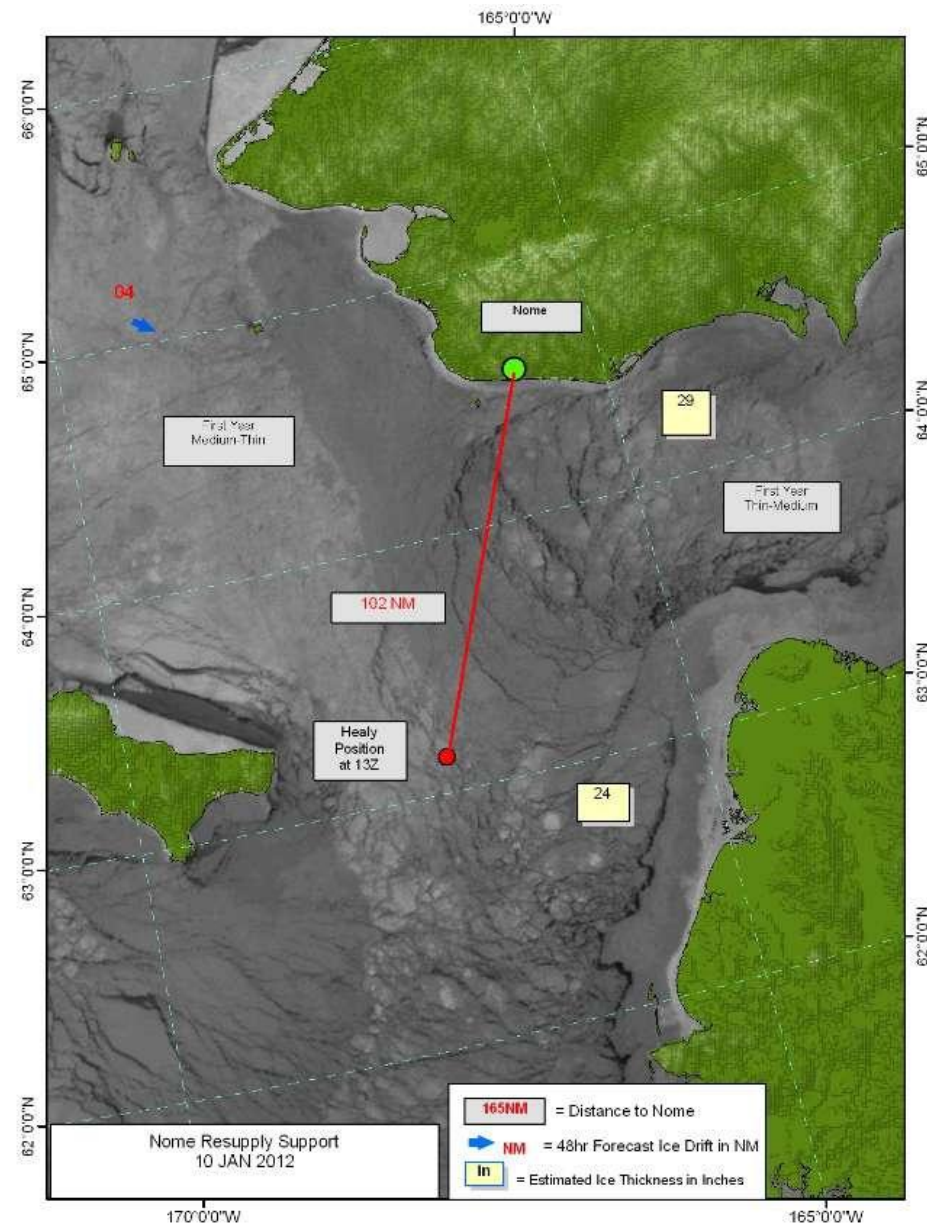 165°0'0"W
66°0'0"N
65°0'0"N
04
Nome
65°0'0"N
29
64°0'0"N
First Year
Medium-Thin
First Year
Thin-Medium
102 NM
64°0'0"N
63°0'0"N
Healy
Position
at 13Z
24
63°0'0"N
62°0'0"N
62°0'0"N
Nome Resupply Support
10 JAN 2012
165NM = Distance to Nome
NM = 48hr Forecast Ice Drift in NM
In = Estimated Ice Thickness in Inches
170°0'0"W
165°0'0"W